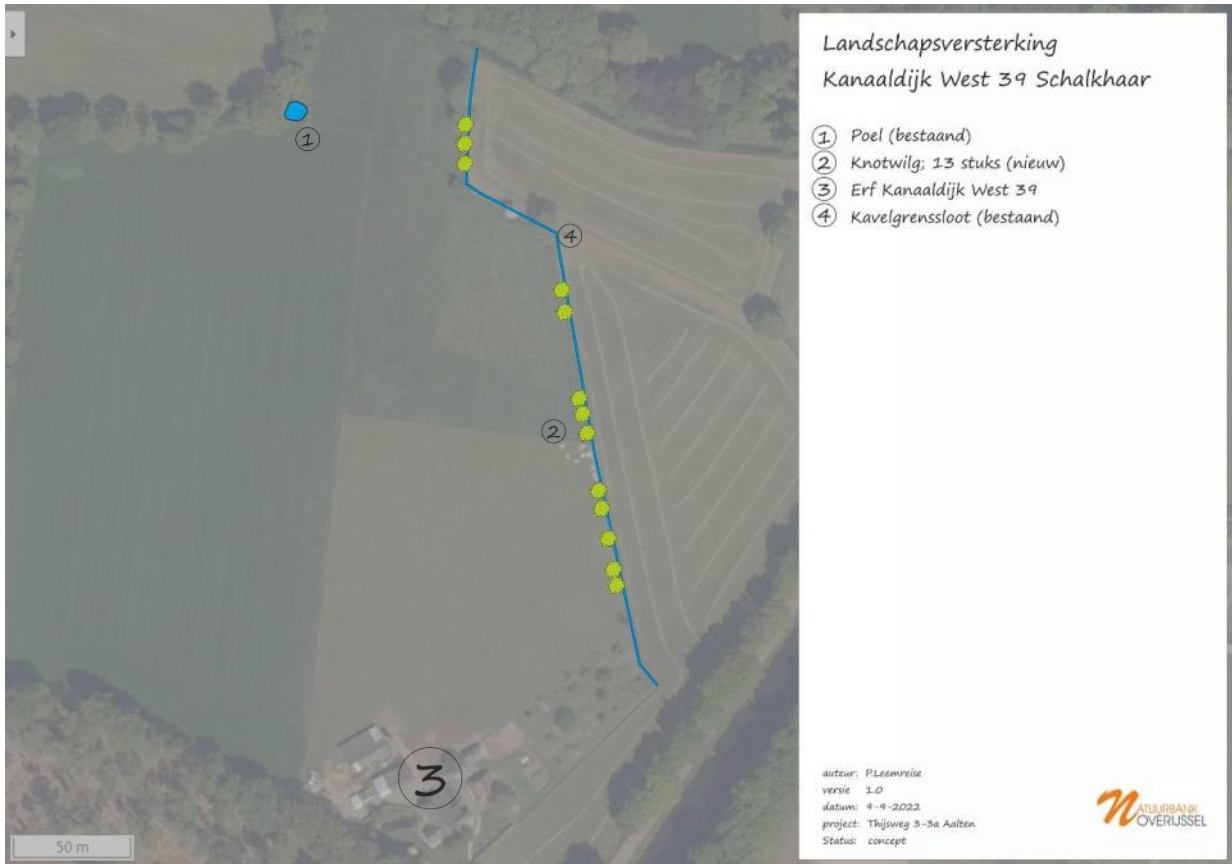 Landschapsversterking
Kanaaldijk West 39 Schalkhaar
1 Poel (bestaand)
2 Knotwilg; 13 stuks (nieuw)
3 Erf Kanaaldijk West 39
4 Kavelgrenssloot (bestaand)
1
4
2
3
50 m
auteur: P.Leemreise
versie 1.0
datum: 9-9-2022
project: Thijsweg 3-3a Aalten
Status: concept
NATUURBANK
OVERIJSSEL